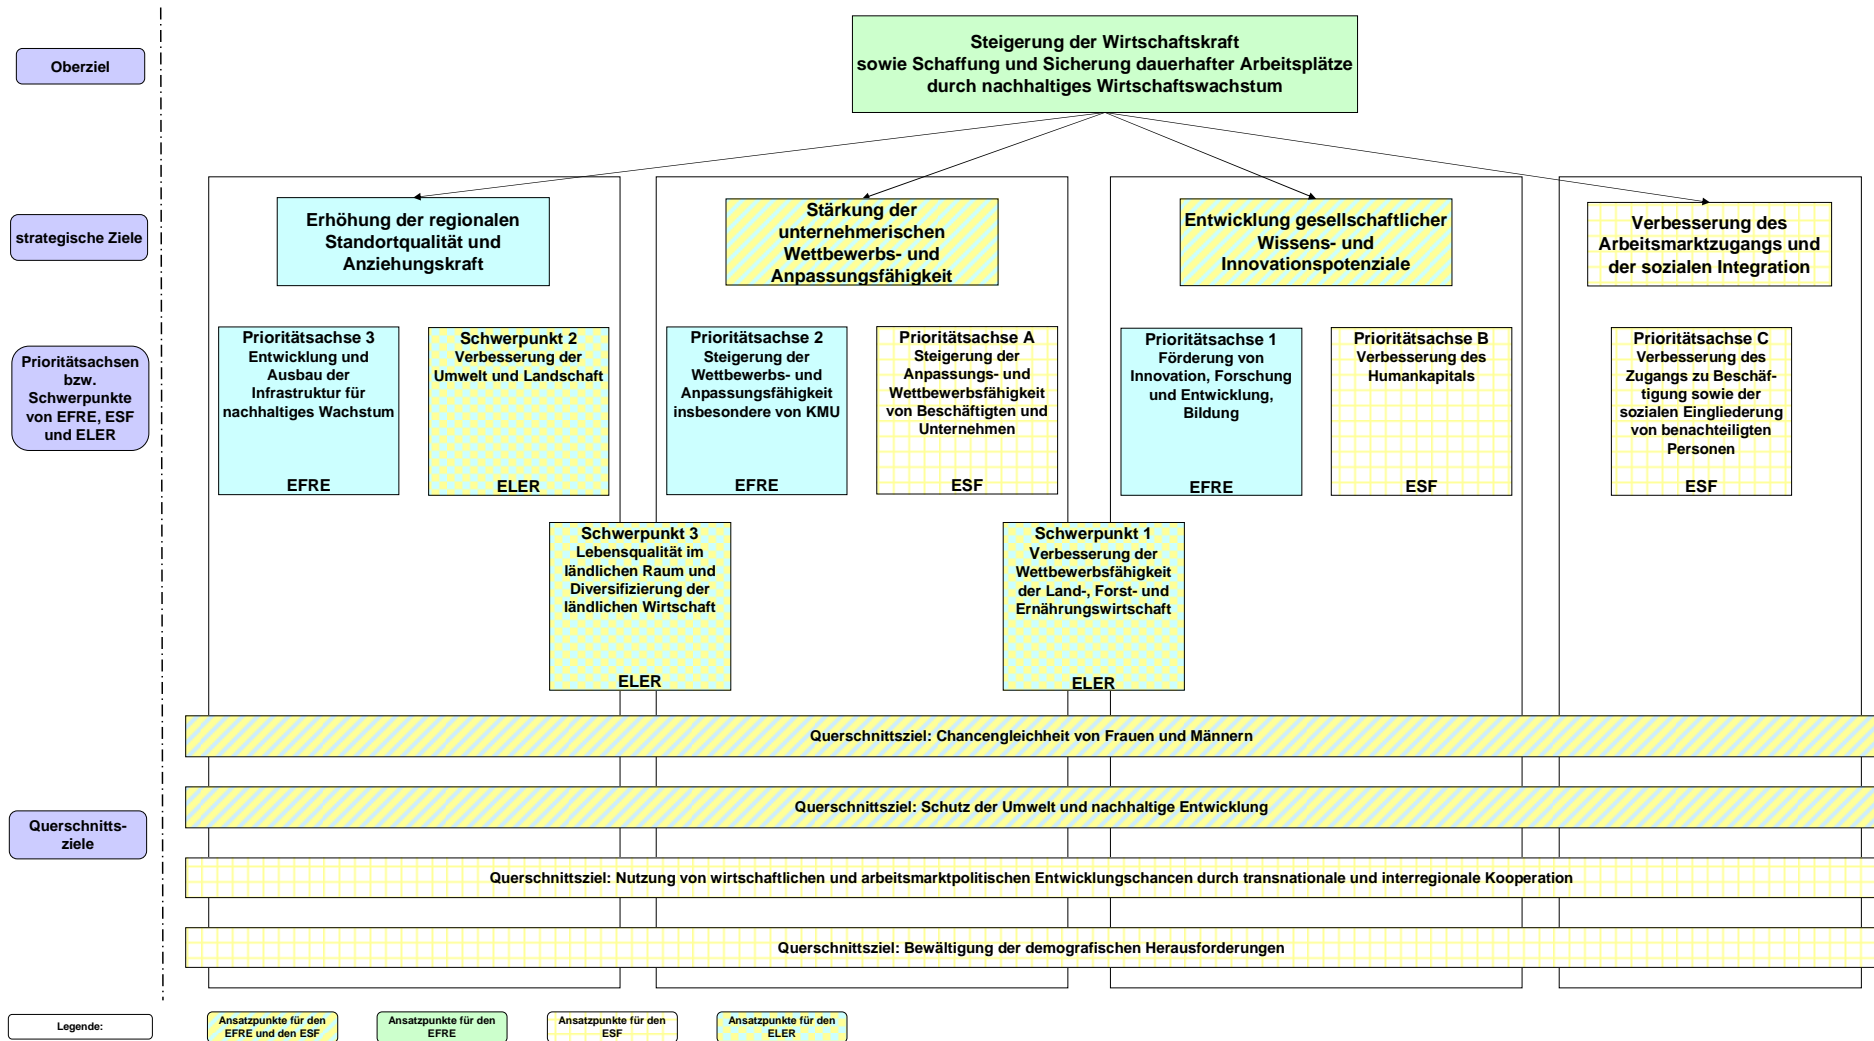 Oberziel
Steigerung der Wirtschaftskraft
sowie Schaffung und Sicherung dauerhafter Arbeitsplätze
durch nachhaltiges Wirtschaftswachstum
strategische Ziele
Erhöhung der regionalen
Standortqualität und
Anziehungskraft
Stärkung der
unternehmerischen
Wettbewerbs- und
Anpassungsfähigkeit
Entwicklung gesellschaftlicher
Wissens- und
Innovationspotenziale
Verbesserung des
Arbeitsmarktzugangs und
der sozialen Integration
Prioritätsachsen
bzw.
Schwerpunkte
von EFRE, ESF
und ELER
Prioritätsachse 3
Entwicklung und
Ausbau der
Infrastruktur für
nachhaltiges Wachstum
EFRE
Schwerpunkt 2
Verbesserung der
Umwelt und Landschaft
ELER
Prioritätsachse 2
Steigerung der
Wettbewerbs- und
Anpassungsfähigkeit
insbesondere von KMU
EFRE
Prioritätsachse A
Steigerung der
Anpassungs- und
Wettbewerbsfähigkeit
von Beschäftigten und
Unternehmen
ESF
Prioritätsachse 1
Förderung von
Innovation, Forschung
und Entwicklung,
Bildung
EFRE
Prioritätsachse B
Verbesserung des
Humankapitals
ESF
Prioritätsachse C
Verbesserung des
Zugangs zu Beschäf-
tigung sowie der
sozialen Eingliederung
von benachteiligten
Personen
ESF
Schwerpunkt 3
Lebensqualität im
ländlichen Raum und
Diversifizierung der
ländlichen Wirtschaft
ELER
Schwerpunkt 1
Verbesserung der
Wettbewerbsfähigkeit
der Land-, Forst- und
Ernährungswirtschaft
ELER
Querschnitts-
ziele
Querschnittsziel: Chancengleichheit von Frauen und Männern
Querschnittsziel: Schutz der Umwelt und nachhaltige Entwicklung
Querschnittsziel: Nutzung von wirtschaftlichen und arbeitsmarktpolitischen Entwicklungschancen durch transnationale und interregionale Kooperation
Querschnittsziel: Bewältigung der demografischen Herausforderungen
Legende:
Ansatzpunkte für den
EFRE und den ESF
Ansatzpunkte für den
EFRE
Ansatzpunkte für den
ESF
Ansatzpunkte für den
ELER